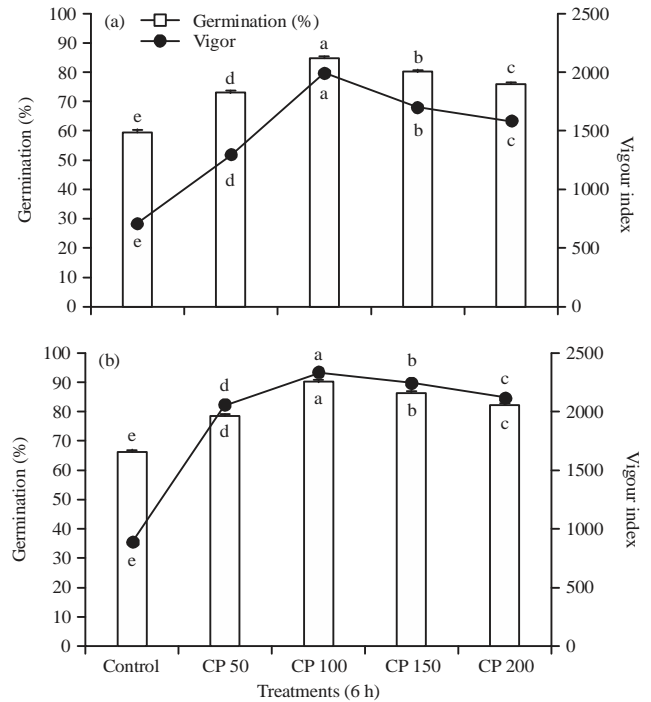 (a)
Germination (%)
Vigor
Germination (%)
100
90
80
70
60
50
40
30
20
10
0
e
d
a
b
c
e
d
a
b
c
2500
2000
1500
1000
500
0
Vigour index
(b)
Germination (%)
100
90
80
70
60
50
40
30
20
10
0
e
d
a
b
c
e
d
a
b
c
2500
2000
1500
1000
500
0
Vigour index
Control CP 50 CP 100 CP 150 CP 200
Treatments (6 h)